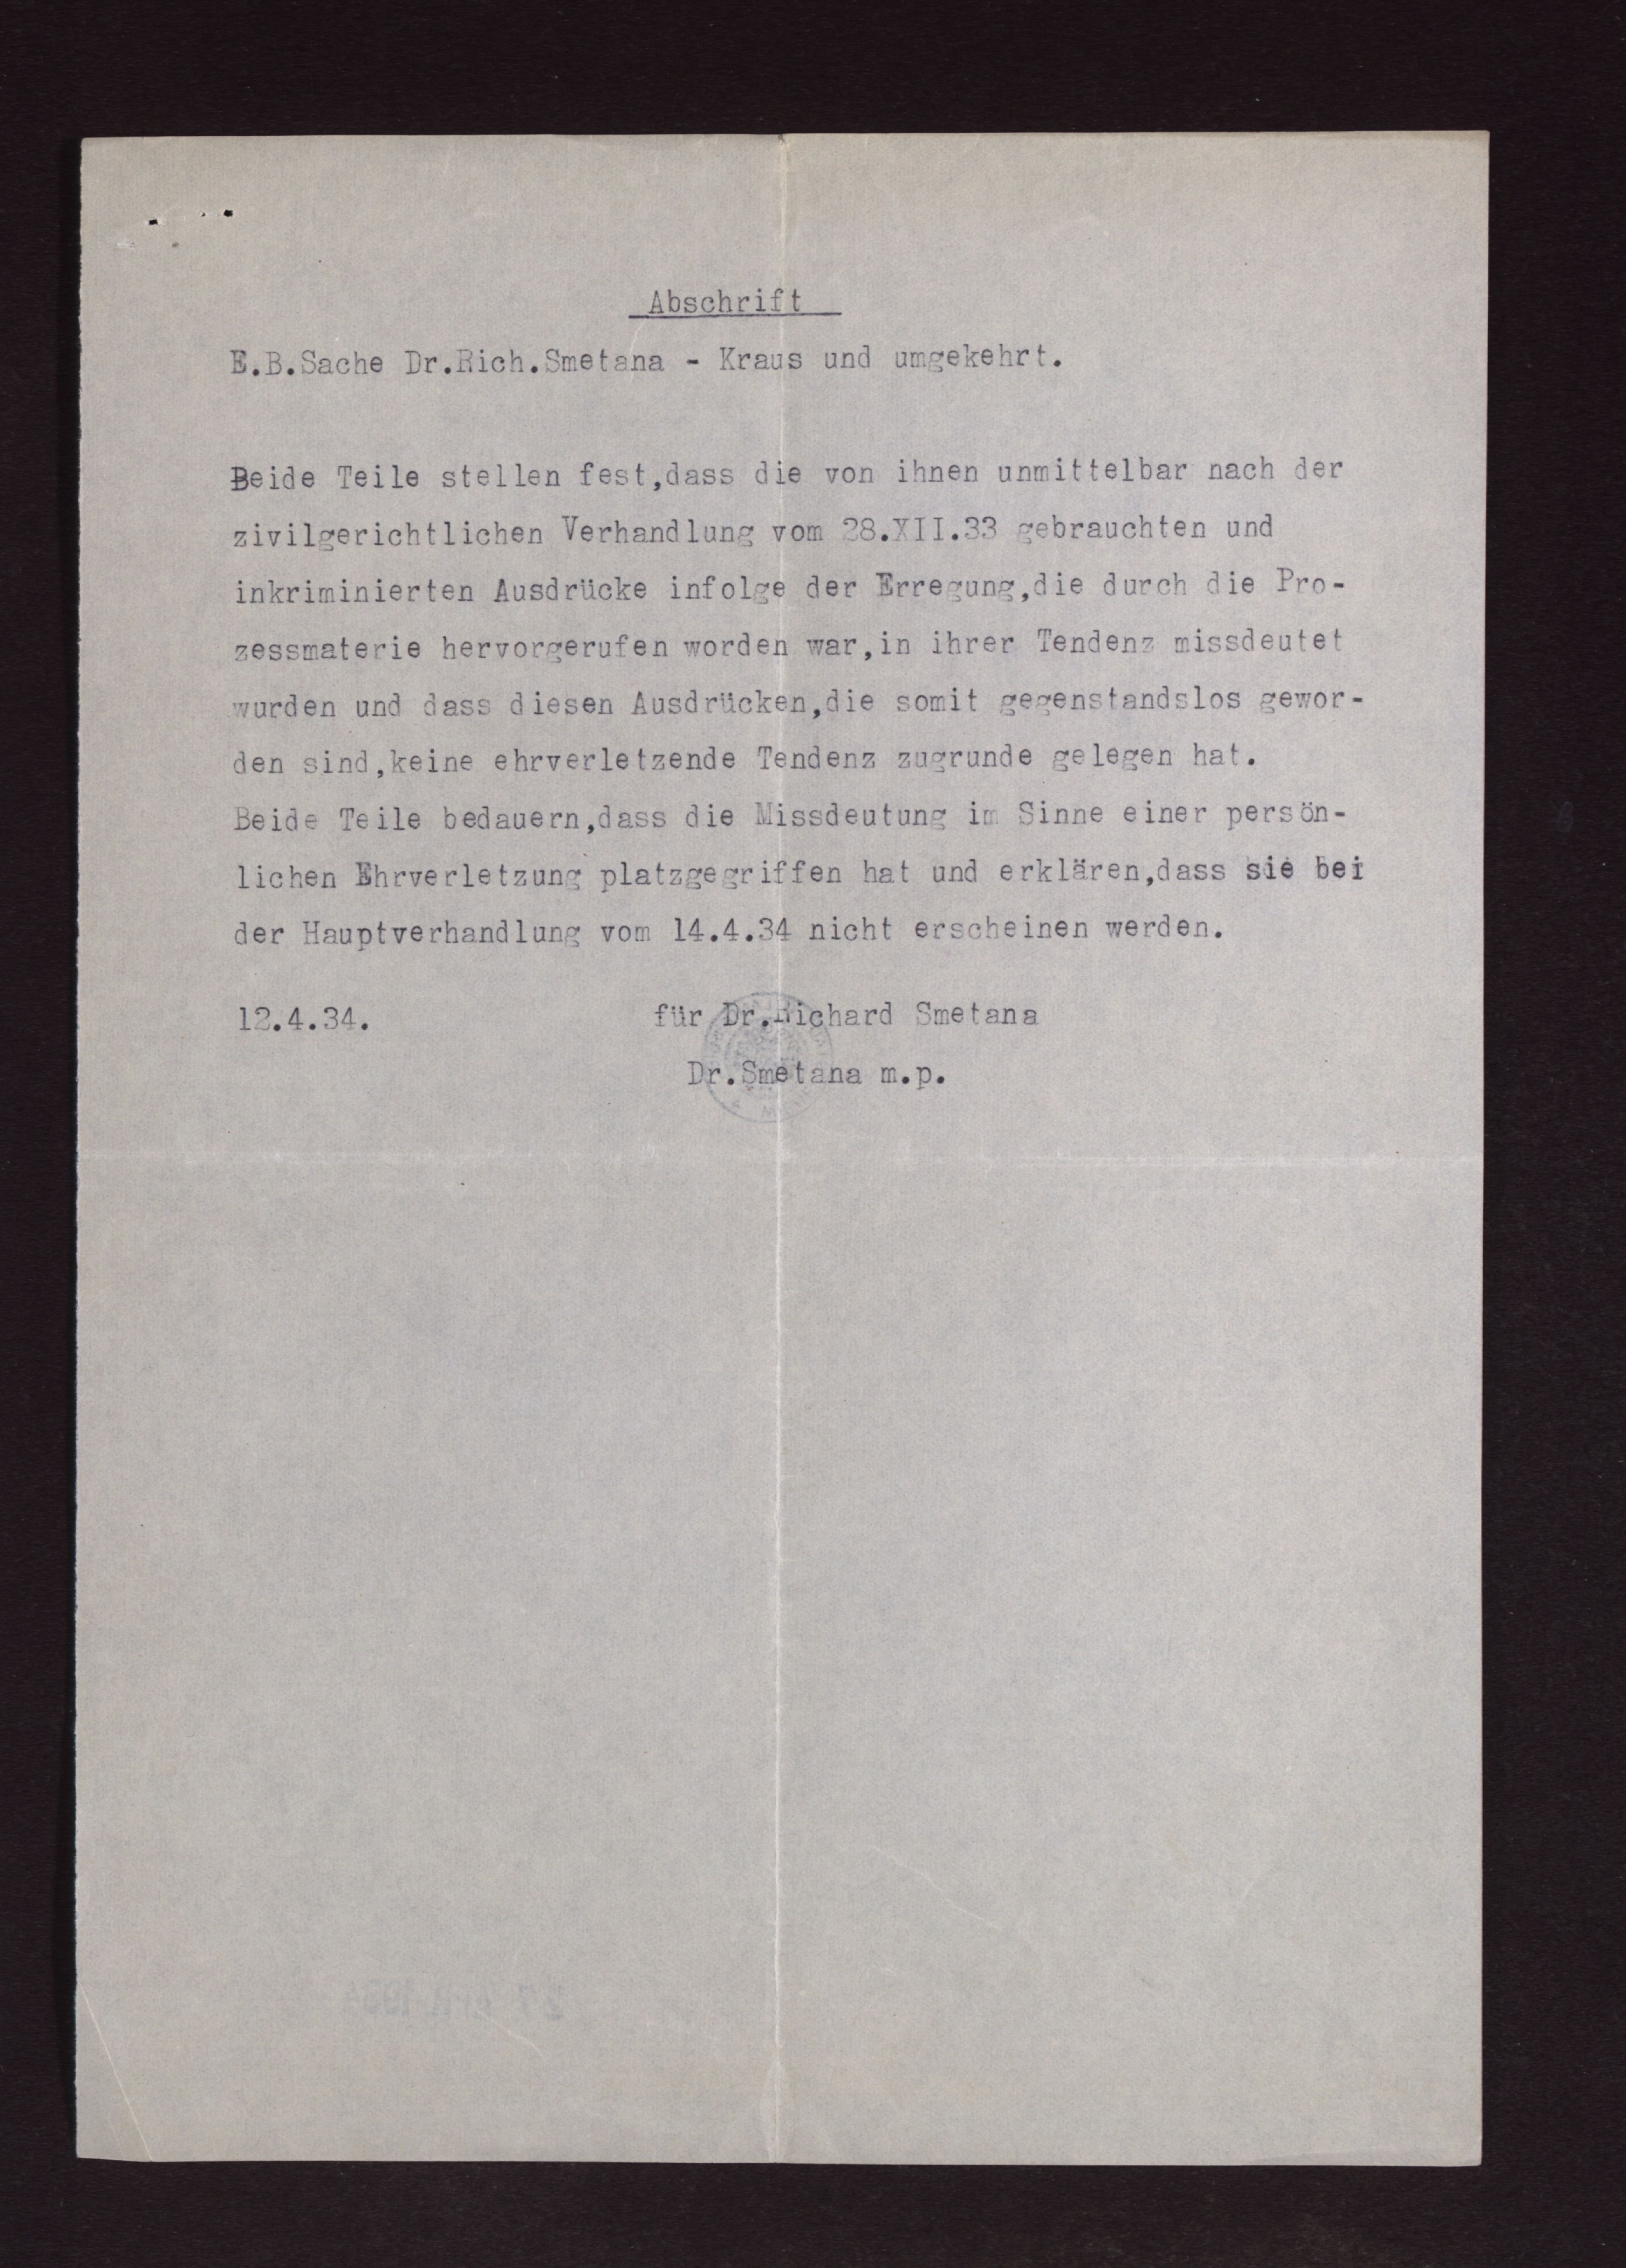 Abschrift
E.B.Sache Dr.Rich.Smetana - Kraus und umgekehrt.
Beide Teile stellen fest,dass die von ihnen unmittelbar nach der
zivilgerichtlichen Verhandlung vom 28.XII.33 gebrauchten und
inkriminierten Ausdrücke infolge der Erregung,die durch die Pro-
zessmaterie hervorgerufen worden war,in ihrer Tendenz missdeutet
wurden und dass diesen Ausdrücken,die somit gegenstandslos gewor-
den sind,keine ehrverletzende Tendenz zugrunde gelegen hat.
Beide Teile bedauern,dass die Missdeutung im Sinne einer persön-
lichen Ehrverletzung platzgegriffen hat und erklären,dass sie bei
der Hauptverhandlung vom 14.4.34 nicht erscheinen werden.
12.4.34. für Dr.Richard Smetana
Dr.Smetana m.p.